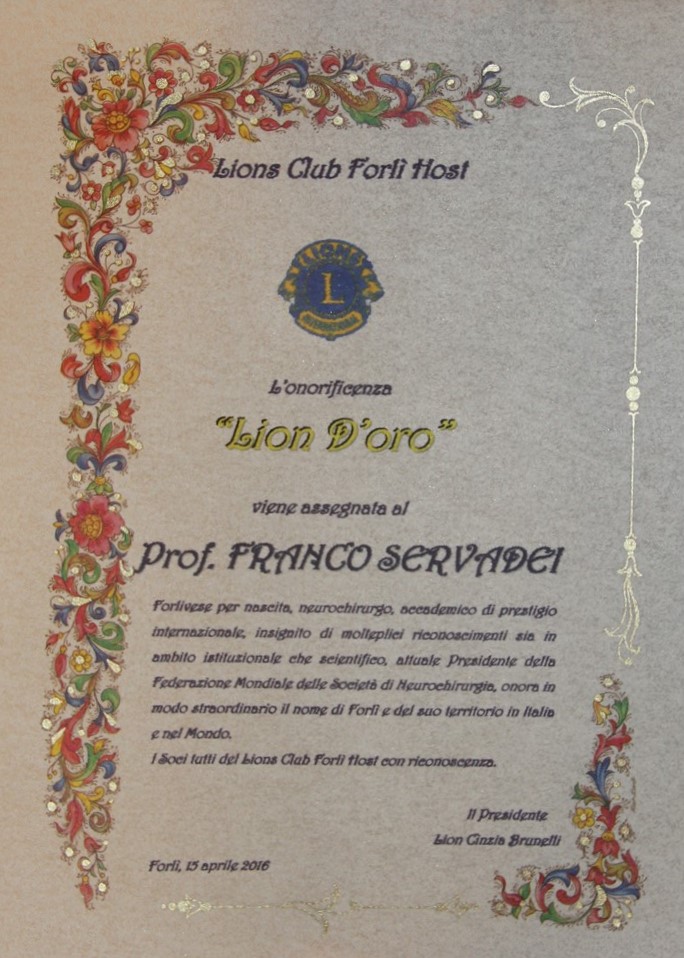 Lions Club Forlì Host
LIONS
L
INTERNATIONAL
L'onorificenza
"Lion D'oro"
viene assegnata al
Prof. FRANCO SERVADEI
Forlivese per nascita, neurochirurgo, accademico di prestigio
internazionale, insignito di molteplici riconoscimenti sia in
ambito istituzionale che scientifico, attuale Presidente della
Federazione Mondiale delle Società di Neurochirurgia, onora in
modo straordinario il nome di Forlì e del suo territorio in Italia
e nel Mondo.
I Soci tutti del Lions Club Forlì Host con riconoscenza.
Il Presidente
Lion Cinzia Brunelli
Forlì, 15 aprile 2016